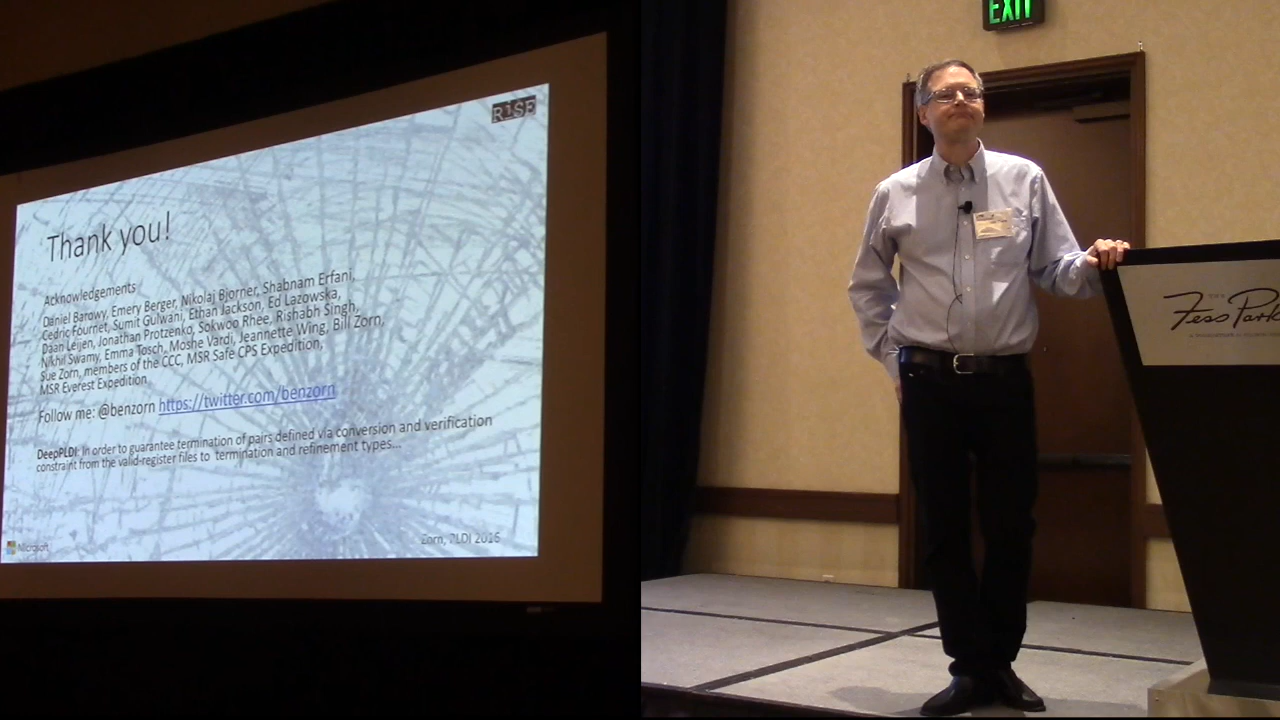 RiSE
Thank you!
Acknowledgements
Daniel Barowy, Emery Berger, Nikolaj Bjorner, Shabnam Erfani,
Cedric Fournet, Sumit Gulwani, Ethan Jackson, Ed Lazowska,
Daan Leijen, Jonathan Protzenko, Sokwoo Rhee, Rishabh Singh,
Nikhil Swamy, Emma Tosch, Moshe Vardi, Jeannette Wing, Bill Zorn,
Sue Zorn, members of the CCC, MSR Safe CPS Expedition,
MSR Everest Expedition
Follow me: @benzorn https://twitter.com/benzorn
DeepPLDI: In order to guarantee termination of pairs defined via conversion and verification
constraint from the valid-register files to termination and refinement types...
Microsoft
Zorn, PLDI 2016
EXIT
THE
Fess Park